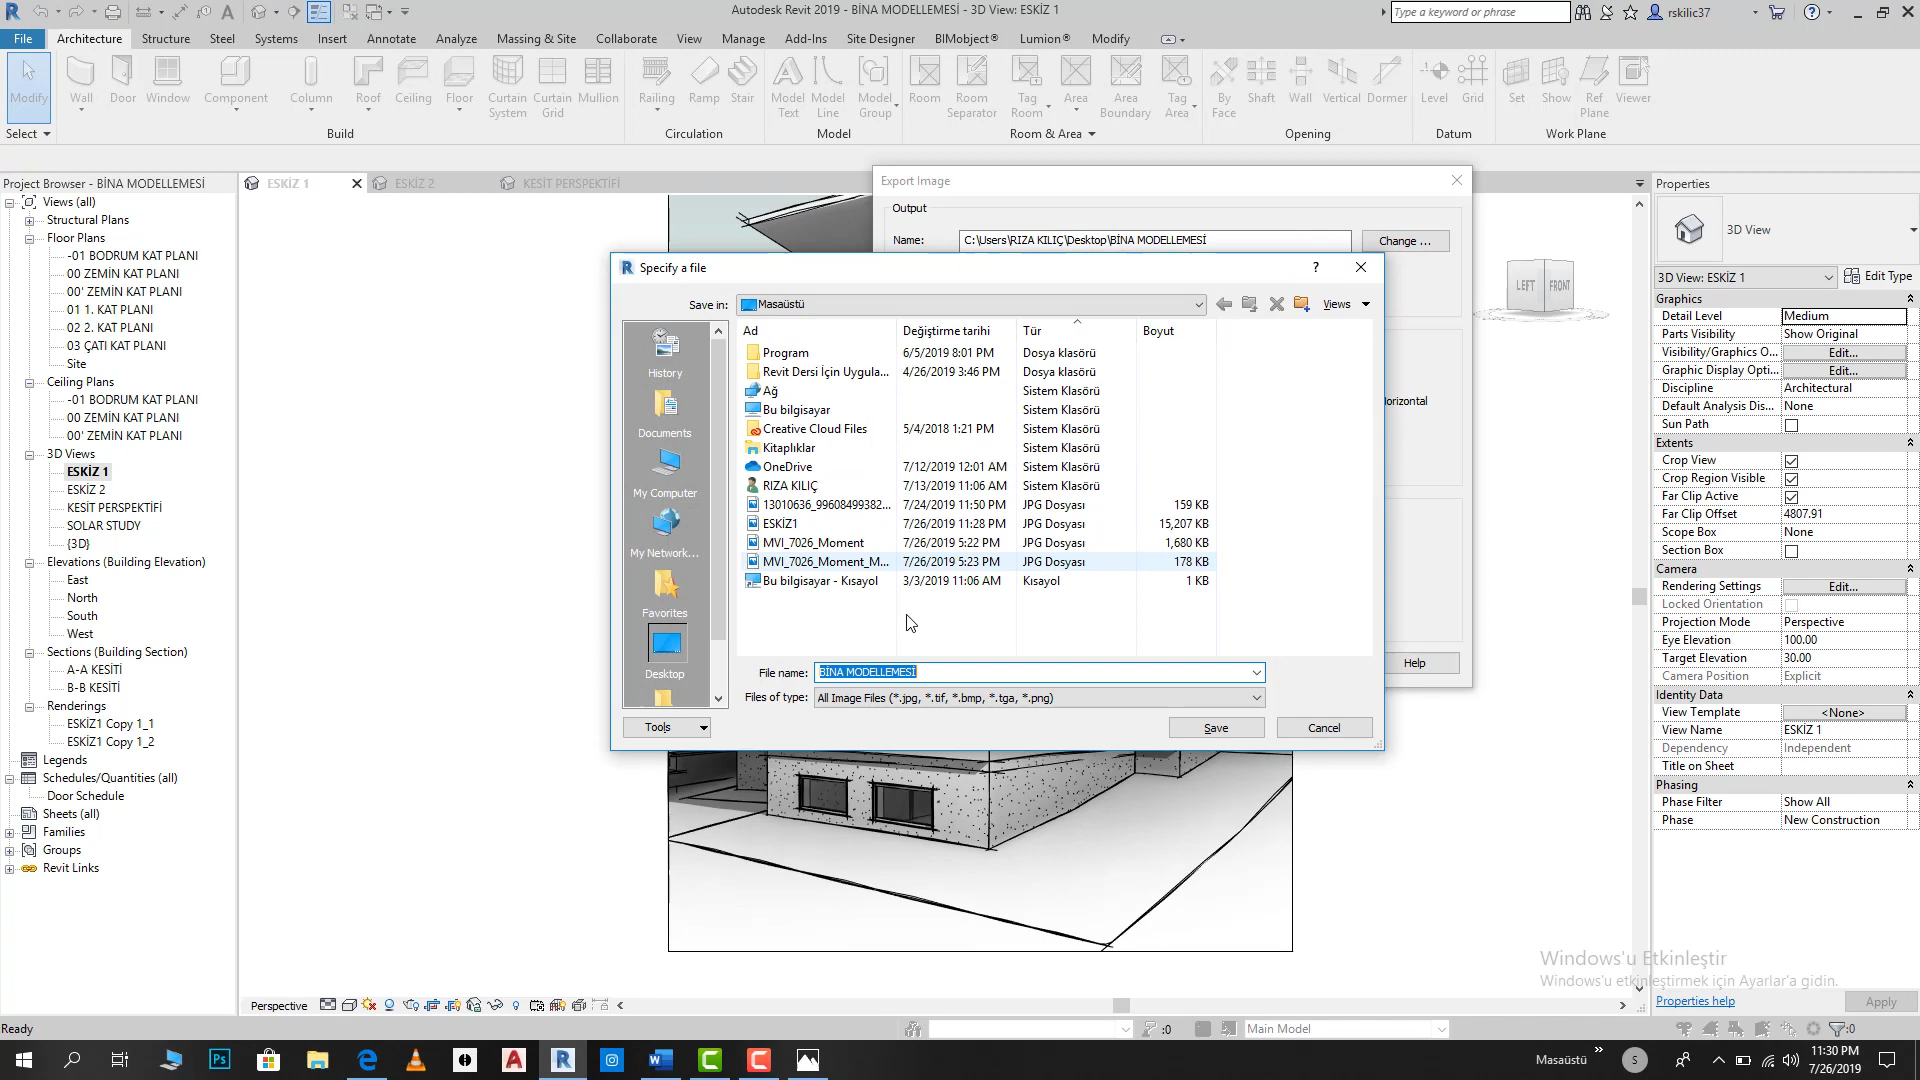 Autodesk Revit 2019 - BİNA MODELLEMESİ - 3D View: ESKİZ 1
Type a keyword or phrase
rskilic37
File Architecture Structure Steel Systems Insert Annotate Analyze Massing & Site Collaborate View Manage Add-Ins Site Designer BIMobject® Lumion® Modify
Modify Wall Door Window Component Column Roof Ceiling Floor Curtain System Curtain Grid Mullion Railing Ramp Stair Model Text Model Line Model Group Room Room Separator Tag Room Area Area Boundary Tag Area By Face Shaft Wall Vertical Dormer Level Grid Set Show Ref Plane Viewer
Select Build Circulation Model Room & Area Opening Datum Work Plane
Project Browser - BİNA MODELLEMESİ
Views (all)
Structural Plans
Floor Plans
-01 BODRUM KAT PLANI
00 ZEMİN KAT PLANI
00' ZEMİN KAT PLANI
01 1. KAT PLANI
02 2. KAT PLANI
03 ÇATI KAT PLANI
Site
Ceiling Plans
-01 BODRUM KAT PLANI
00 ZEMİN KAT PLANI
00' ZEMİN KAT PLANI
3D Views
ESKİZ 1
ESKİZ 2
KESİT PERSPEKTİFİ
SOLAR STUDY
{3D}
Elevations (Building Elevation)
East
North
South
West
Sections (Building Section)
A-A KESİTİ
B-B KESİTİ
Renderings
ESKİZ1 Copy 1_1
ESKİZ1 Copy 1_2
Legends
Schedules/Quantities (all)
Door Schedule
Sheets (all)
Families
Groups
Revit Links
ESKİZ 1 ESKİZ 2 KESİT PERSPEKTİFİ
Export Image
Output
Name: C:\Users\RIZA KILIÇ\Desktop\BİNA MODELLEMESİ Change ...
Help
Specify a file
Save in: Masaüstü Views
History
Documents
My Computer
My Network...
Favorites
Desktop
Ad Değiştirme tarihi Tür Boyut
Program 6/5/2019 8:01 PM Dosya klasörü
Revit Dersi İçin Uygula... 4/26/2019 3:46 PM Dosya klasörü
Ağ Sistem Klasörü
Bu bilgisayar Sistem Klasörü
Creative Cloud Files 5/4/2018 1:21 PM Sistem Klasörü
Kitaplıklar Sistem Klasörü
OneDrive 7/12/2019 12:01 AM Sistem Klasörü
RIZA KILIÇ 7/13/2019 11:06 AM Sistem Klasörü
13010636_99608499382... 7/24/2019 11:50 PM JPG Dosyası 159 KB
ESKİZ1 7/26/2019 11:28 PM JPG Dosyası 15,207 KB
MVI_7026_Moment 7/26/2019 5:22 PM JPG Dosyası 1,680 KB
MVI_7026_Moment_M... 7/26/2019 5:23 PM JPG Dosyası 178 KB
Bu bilgisayar - Kısayol 3/3/2019 11:06 AM Kısayol 1 KB
File name: BİNA MODELLEMESİ
Files of type: All Image Files (*.jpg, *.tif, *.bmp, *.tga, *.png)
Tools Save Cancel
LEFT FRONT
Properties
3D View
3D View: ESKİZ 1 Edit Type
Graphics
Detail Level Medium
Parts Visibility Show Original
Visibility/Graphics O... Edit...
Graphic Display Opti... Edit...
Discipline Architectural
Default Analysis Dis... None
Sun Path
Extents
Crop View
Crop Region Visible
Far Clip Active
Far Clip Offset 4807.91
Scope Box None
Section Box
Camera
Rendering Settings Edit...
Locked Orientation
Projection Mode Perspective
Eye Elevation 100.00
Target Elevation 30.00
Camera Position Explicit
Identity Data
View Template <None>
View Name ESKİZ 1
Dependency Independent
Title on Sheet
Phasing
Phase Filter Show All
Phase New Construction
Windows'u Etkinleştir
Windows'u etkinleştirmek için Ayarlar'a gidin.
Properties help Apply
Perspective
Ready :0 Main Model :0
Masaüstü S 11:30 PM
7/26/2019